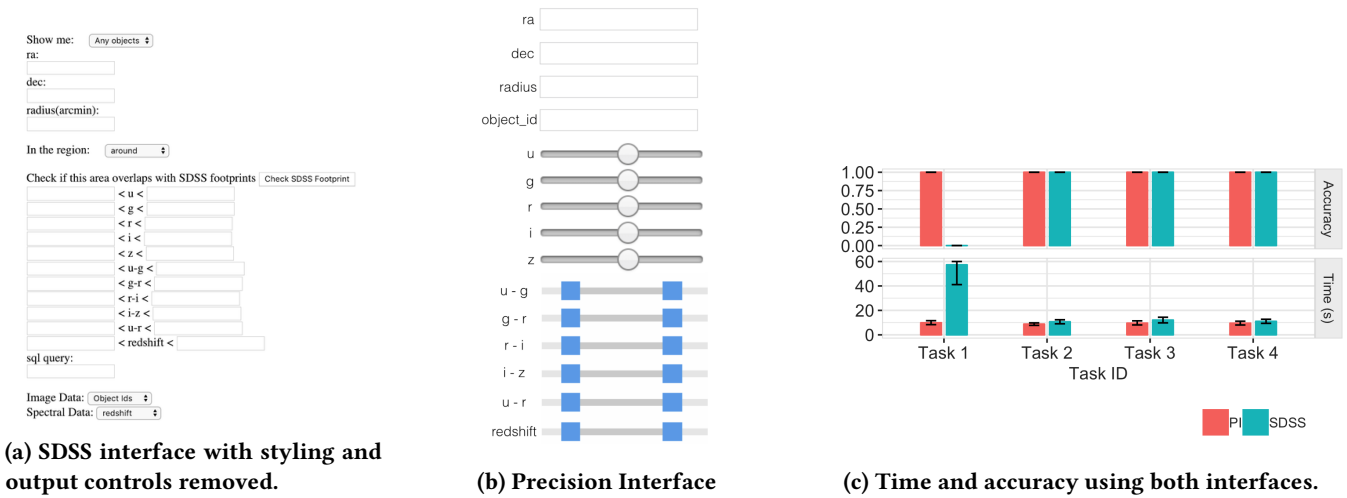 Show me: Any objects
ra:
dec:
radius(arcmin):
In the region: around
Check if this area overlaps with SDSS footprints Check SDSS Footprint
< u <
< g <
< r <
< i <
< z <
< u-g <
< g-r <
< r-i <
< i-z <
< u-r <
< redshift <
sql query:
Image Data: Object Ids
Spectral Data: redshift
(a) SDSS interface with styling and
output controls removed.
ra
dec
radius
object_id
u
g
r
i
z
u - g
g - r
r - i
i - z
u - r
redshift
(b) Precision Interface
1.00
0.75
0.50
0.25
0.00
Accuracy
60
40
20
0
Time (s)
Task 1 Task 2 Task 3 Task 4
Task ID
PI SDSS
(c) Time and accuracy using both interfaces.